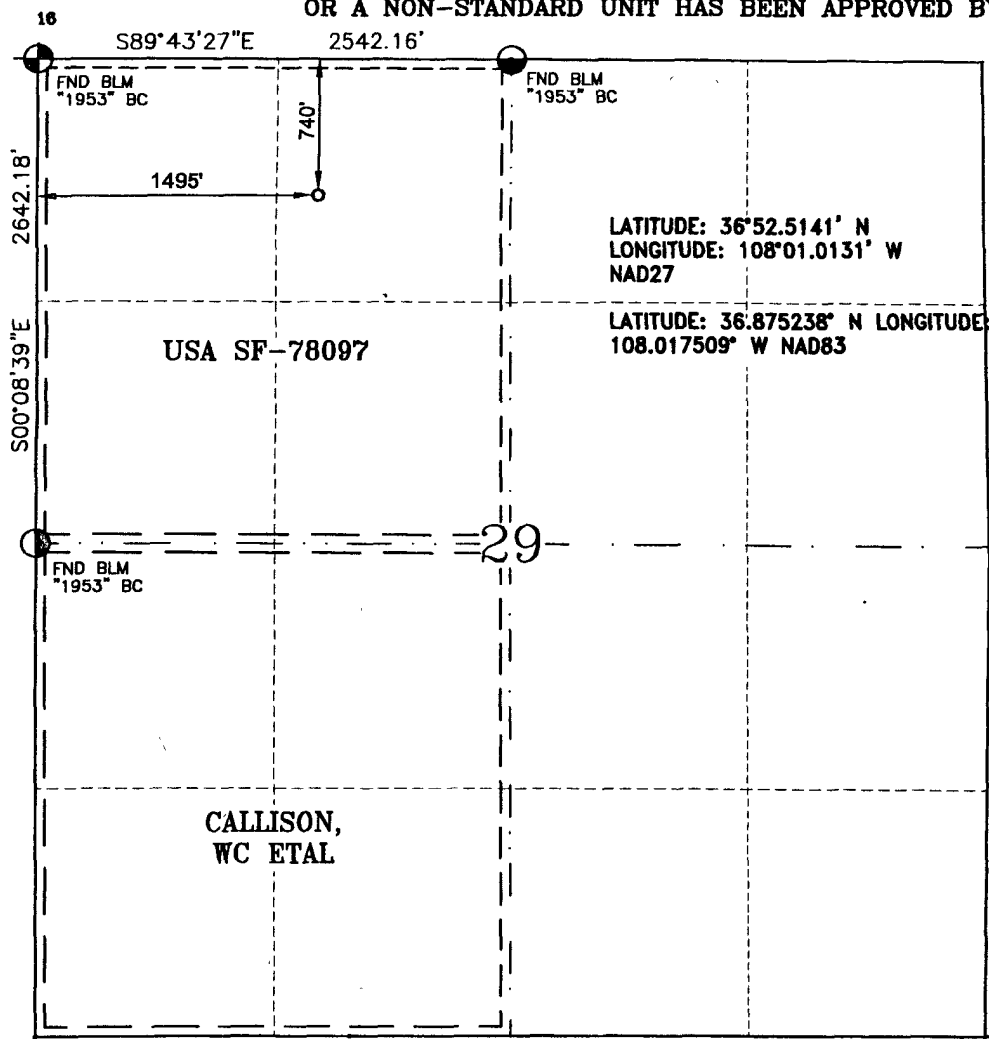 OR A NON-STANDARD UNIT HAS BEEN APPROVED BY
16
S89°43'27"E 2542.16'
FND BLM
"1953" BC
FND BLM
"1953" BC
740'
1495'
2642.18'
S00°08'39"E
LATITUDE: 36°52.5141' N
LONGITUDE: 108°01.0131' W
NAD27
LATITUDE: 36.875238° N LONGITUDE:
108.017509° W NAD83
USA SF-78097
29
FND BLM
"1953" BC
CALLISON,
WC ETAL